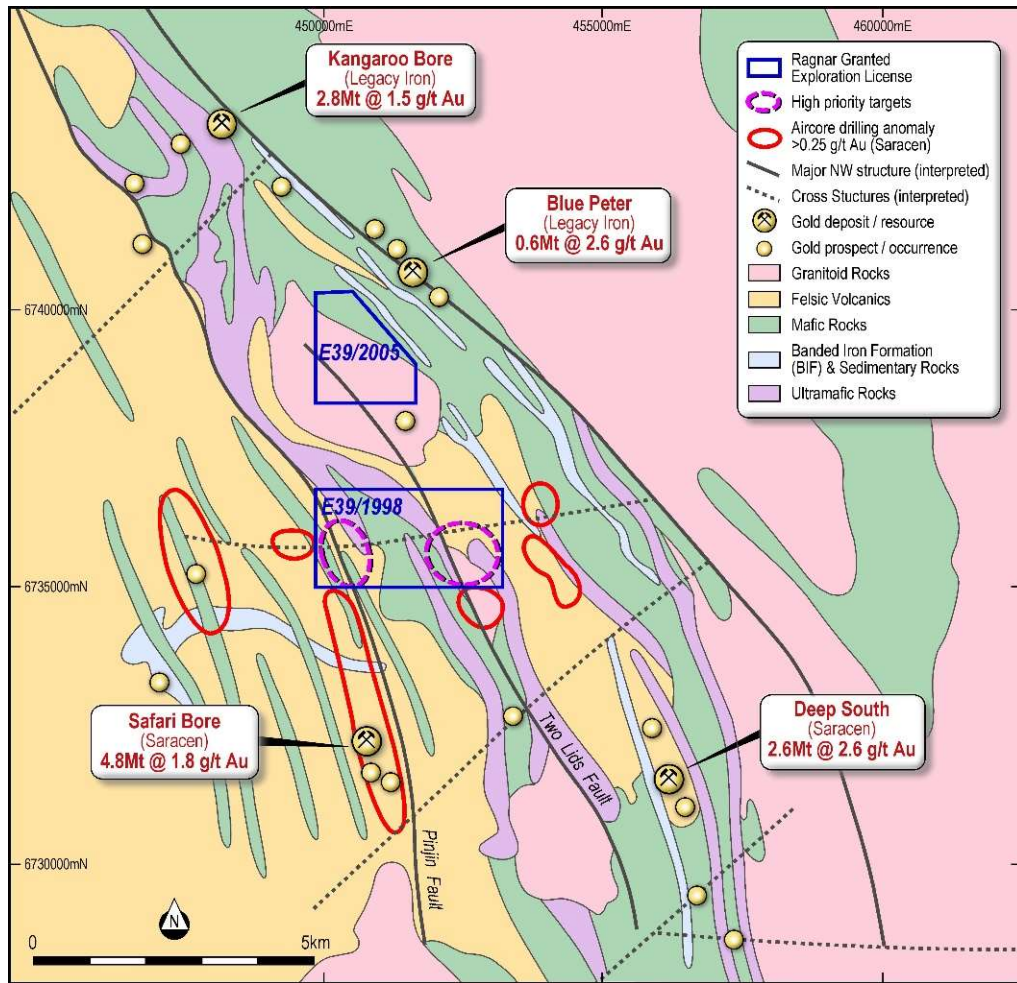 450000mE
455000mE
460000mE
Kangaroo Bore
(Legacy Iron)
2.8Mt @ 1.5 g/t Au
Ragnar Granted
Exploration License
High priority targets
Aircore drilling anomaly
>0.25 g/t Au (Saracen)
Major NW structure (interpreted)
Cross Stuctures (interpreted)
Gold deposit / resource
Gold prospect / occurrence
Granitoid Rocks
Felsic Volcanics
Mafic Rocks
Banded Iron Formation
(BIF) & Sedimentary Rocks
Ultramafic Rocks
Blue Peter
(Legacy Iron)
0.6Mt @ 2.6 g/t Au
6740000mN
E39/2005
E39/1998
6735000mN
Safari Bore
(Saracen)
4.8Mt @ 1.8 g/t Au
Deep South
(Saracen)
2.6Mt @ 2.6 g/t Au
Two Lids Fault
Pinjin Fault
6730000mN
N
0
5km